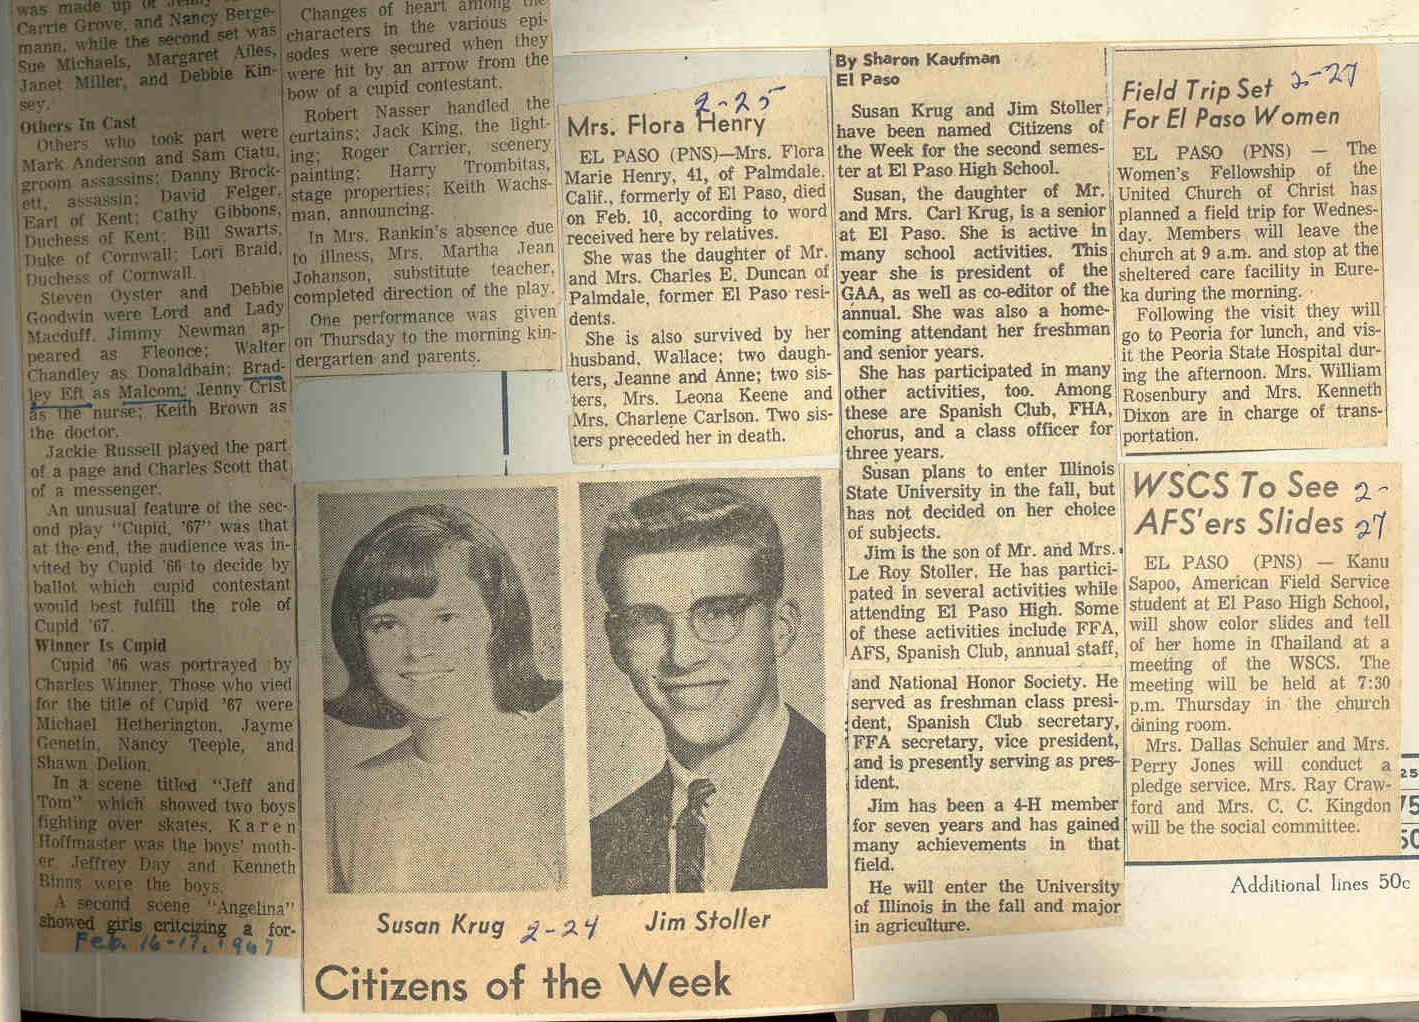 was made up of Jenny
Carrie Grove, and Nancy Berge-
mann, while the second set was
Sue Michaels, Margaret Ailes,
Janet Miller, and Debbie Kin-
sey.
Others In Cast
Others who took part were
Mark Anderson and Sam Ciatu,
groom assassins; Danny Brock-
ett, assassin; David Felger,
Earl of Kent; Cathy Gibbons,
Duchess of Kent; Bill Swarts,
Duke of Cornwall; Lori Braid,
Duchess of Cornwall.
Steven Oyster and Debbie
Goodwin were Lord and Lady
Macduff. Jimmy Newman ap-
peared as Fleonce; Walter
Chandley as Donaldbain; Brad-
ley Eft as Malcom; Jenny Crist
as the nurse; Keith Brown as
the doctor.
Jackie Russell played the part
of a page and Charles Scott that
of a messenger.
An unusual feature of the sec-
ond play "Cupid, '67" was that
at the end, the audience was in-
vited by Cupid '66 to decide by
ballot which cupid contestant
would best fulfill the role of
Cupid '67.
Winner Is Cupid
Cupid '66 was portrayed by
Charles Winner. Those who vied
for the title of Cupid '67 were
Michael Hetherington, Jayme
Genetin, Nancy Teeple, and
Shawn Delion.
In a scene titled "Jeff and
Tom" which showed two boys
fighting over skates, Karen
Hoffmaster was the boys' moth-
er. Jeffrey Day and Kenneth
Binns were the boys.
A second scene "Angelina"
showed girls critcizing a for-
Feb. 16-17, 1967
Changes of heart among the
characters in the various epi-
sodes were secured when they
were hit by an arrow from the
bow of a cupid contestant.
Robert Nasser handled the
curtains; Jack King, the light-
ing; Roger Carrier, scenery
painting; Harry Trombitas,
stage properties; Keith Wachs-
man, announcing.
In Mrs. Rankin's absence due
to illness, Mrs. Martha Jean
Johanson, substitute teacher,
completed direction of the play.
One performance was given
on Thursday to the morning kin-
dergarten and parents.
2-25
Mrs. Flora Henry
EL PASO (PNS)—Mrs. Flora
Marie Henry, 41, of Palmdale,
Calif., formerly of El Paso, died
on Feb. 10, according to word
received here by relatives.
She was the daughter of Mr.
and Mrs. Charles E. Duncan of
Palmdale, former El Paso resi-
dents.
She is also survived by her
husband, Wallace; two daugh-
ters, Jeanne and Anne; two sis-
ters, Mrs. Leona Keene and
Mrs. Charlene Carlson. Two sis-
ters preceded her in death.
Susan Krug 2-24 Jim Stoller
Citizens of the Week
By Sharon Kaufman
El Paso
Susan Krug and Jim Stoller
have been named Citizens of
the Week for the second semes-
ter at El Paso High School.
Susan, the daughter of Mr.
and Mrs. Carl Krug, is a senior
at El Paso. She is active in
many school activities. This
year she is president of the
GAA, as well as co-editor of the
annual. She was also a home-
coming attendant her freshman
and senior years.
She has participated in many
other activities, too. Among
these are Spanish Club, FHA,
chorus, and a class officer for
three years.
Susan plans to enter Illinois
State University in the fall, but
has not decided on her choice
of subjects.
Jim is the son of Mr. and Mrs.
Le Roy Stoller. He has partici-
pated in several activities while
attending El Paso High. Some
of these activities include FFA,
AFS, Spanish Club, annual staff,
and National Honor Society. He
served as freshman class presi-
dent, Spanish Club secretary,
FFA secretary, vice president,
and is presently serving as pres-
ident.
Jim has been a 4-H member
for seven years and has gained
many achievements in that
field.
He will enter the University
of Illinois in the fall and major
in agriculture.
Field Trip Set 2-27
For El Paso Women
EL PASO (PNS) — The
Women's Fellowship of the
United Church of Christ has
planned a field trip for Wednes-
day. Members will leave the
church at 9 a.m. and stop at the
sheltered care facility in Eure-
ka during the morning.
Following the visit they will
go to Peoria for lunch, and vis-
it the Peoria State Hospital dur-
ing the afternoon. Mrs. William
Rosenbury and Mrs. Kenneth
Dixon are in charge of trans-
portation.
WSCS To See 2-
AFS'ers Slides 27
EL PASO (PNS) — Kanu
Sapoo, American Field Service
student at El Paso High School,
will show color slides and tell
of her home in Thailand at a
meeting of the WSCS. The
meeting will be held at 7:30
p.m. Thursday in the church
dining room.
Mrs. Dallas Schuler and Mrs.
Perry Jones will conduct a
pledge service. Mrs. Ray Craw-
ford and Mrs. C. C. Kingdon
will be the social committee.
25
75
50
Additional lines 50c